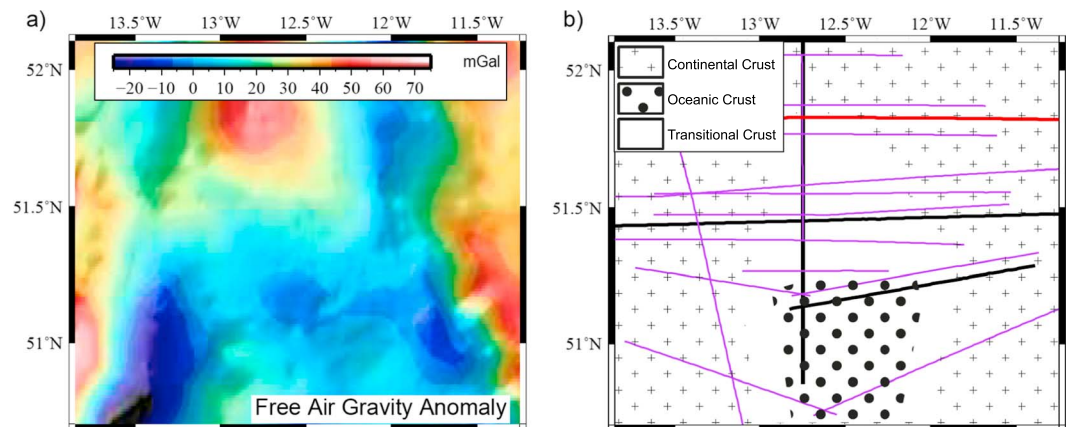 a)
13.5°W 12.5°W 11.5°W
52°N
mGal
−20 −10 0 10 20 30 40 50 60 70
51.5°N
51°N
Free Air Gravity Anomaly
b)
13.5°W 13°W 12.5°W 12°W 11.5°W
52°N
Continental Crust
Oceanic Crust
Transitional Crust
51.5°N
51°N